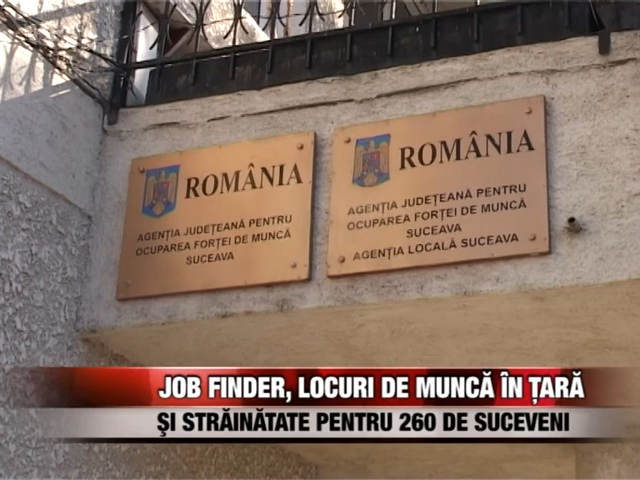 ROMÂNIA
AGENȚIA JUDEȚEANĂ PENTRU
OCUPAREA FORȚEI DE MUNCĂ
SUCEAVA
ROMÂNIA
AGENȚIA JUDEȚEANĂ PENTRU
OCUPAREA FORȚEI DE MUNCĂ
SUCEAVA
AGENȚIA LOCALĂ SUCEAVA
JOB FINDER, LOCURI DE MUNCĂ ÎN ȚARĂ
ȘI STRĂINĂTATE PENTRU 260 DE SUCEVENI